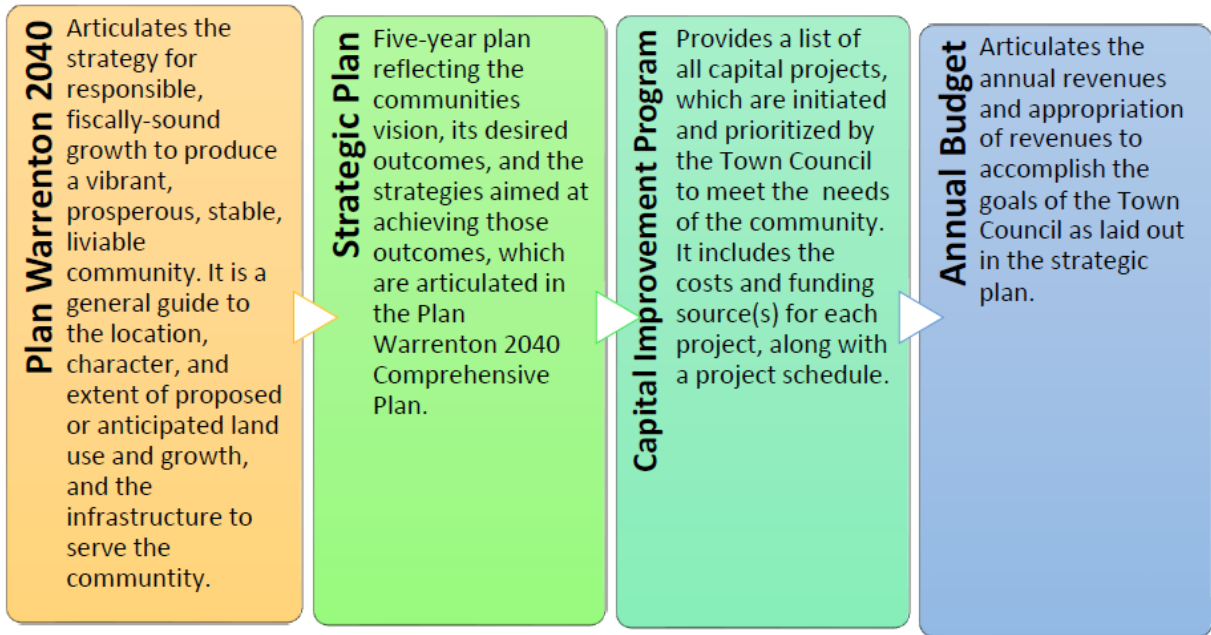 Plan Warrenton 2040
Articulates the
strategy for
responsible,
fiscally-sound
growth to produce
a vibrant,
prosperous, stable,
liviable
community. It is a
general guide to
the location,
character, and
extent of proposed
or anticipated land
use and growth,
and the
infrastructure to
serve the
communtity.
Strategic Plan
Five-year plan
reflecting the
communities
vision, its desired
outcomes, and the
strategies aimed at
achieving those
outcomes, which
are articulated in
the Plan
Warrenton 2040
Comprehensive
Plan.
Capital Improvement Program
Provides a list of
all capital projects,
which are initiated
and prioritized by
the Town Council
to meet the needs
of the community.
It includes the
costs and funding
source(s) for each
project, along with
a project schedule.
Annual Budget
Articulates the
annual revenues
and appropriation
of revenues to
accomplish the
goals of the Town
Council as laid out
in the strategic
plan.